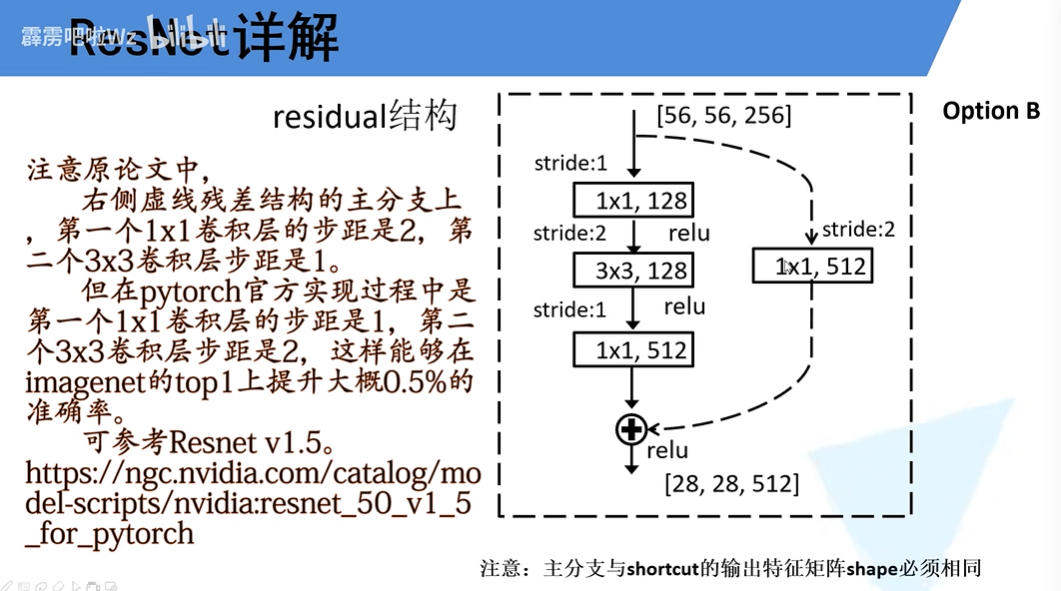 霹雳吧啦Wz bilibili
ResNet详解
residual结构
注意原论文中,
右侧虚线残差结构的主分支上
，第一个1x1卷积层的步距是2，第
二个3x3卷积层步距是1。
但在pytorch官方实现过程中是
第一个1x1卷积层的步距是1，第二
个3x3卷积层步距是2，这样能够在
imagenet的top1上提升大概0.5%的
准确率。
可参考Resnet v1.5。
https://ngc.nvidia.com/catalog/mo
del-scripts/nvidia:resnet_50_v1_5
_for_pytorch
Option B
[56, 56, 256]
stride:1
1x1, 128
stride:2
relu
3x3, 128
stride:1
relu
1x1, 512
stride:2
1x1, 512
relu
[28, 28, 512]
注意：主分支与shortcut的输出特征矩阵shape必须相同